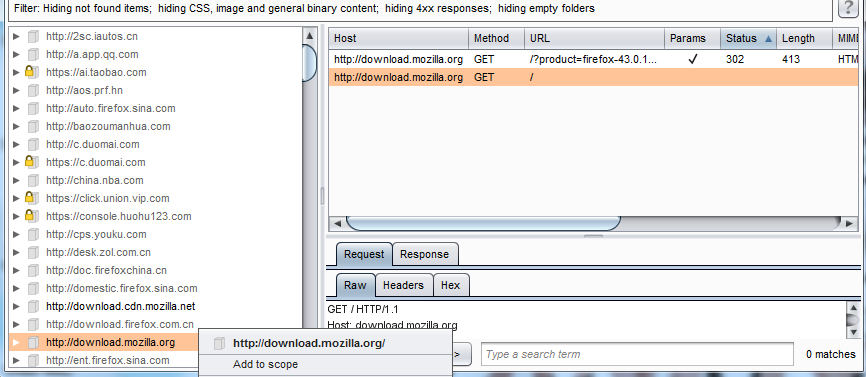 Filter: Hiding not found items; hiding CSS, image and general binary content; hiding 4xx responses; hiding empty folders
?
http://2sc.iautos.cn
http://a.app.qq.com
https://ai.taobao.com
http://aos.prf.hn
http://auto.firefox.sina.com
http://baozoumanhua.com
http://c.duomai.com
https://c.duomai.com
http://china.nba.com
https://click.union.vip.com
https://console.huohu123.com
http://cps.youku.com
http://desk.zol.com.cn
http://doc.firefoxchina.cn
http://domestic.firefox.sina.com
http://download.cdn.mozilla.net
http://download.firefox.com.cn
http://download.mozilla.org
http://ent.firefox.sina.com
Host Method URL Params Status Length MIME
http://download.mozilla.org GET /?product=firefox-43.0.1... ✓ 302 413 HTM
http://download.mozilla.org GET /
Request Response
Raw Headers Hex
GET / HTTP/1.1
Host: download.mozilla.org
http://download.mozilla.org/
Add to scope
> Type a search term 0 matches